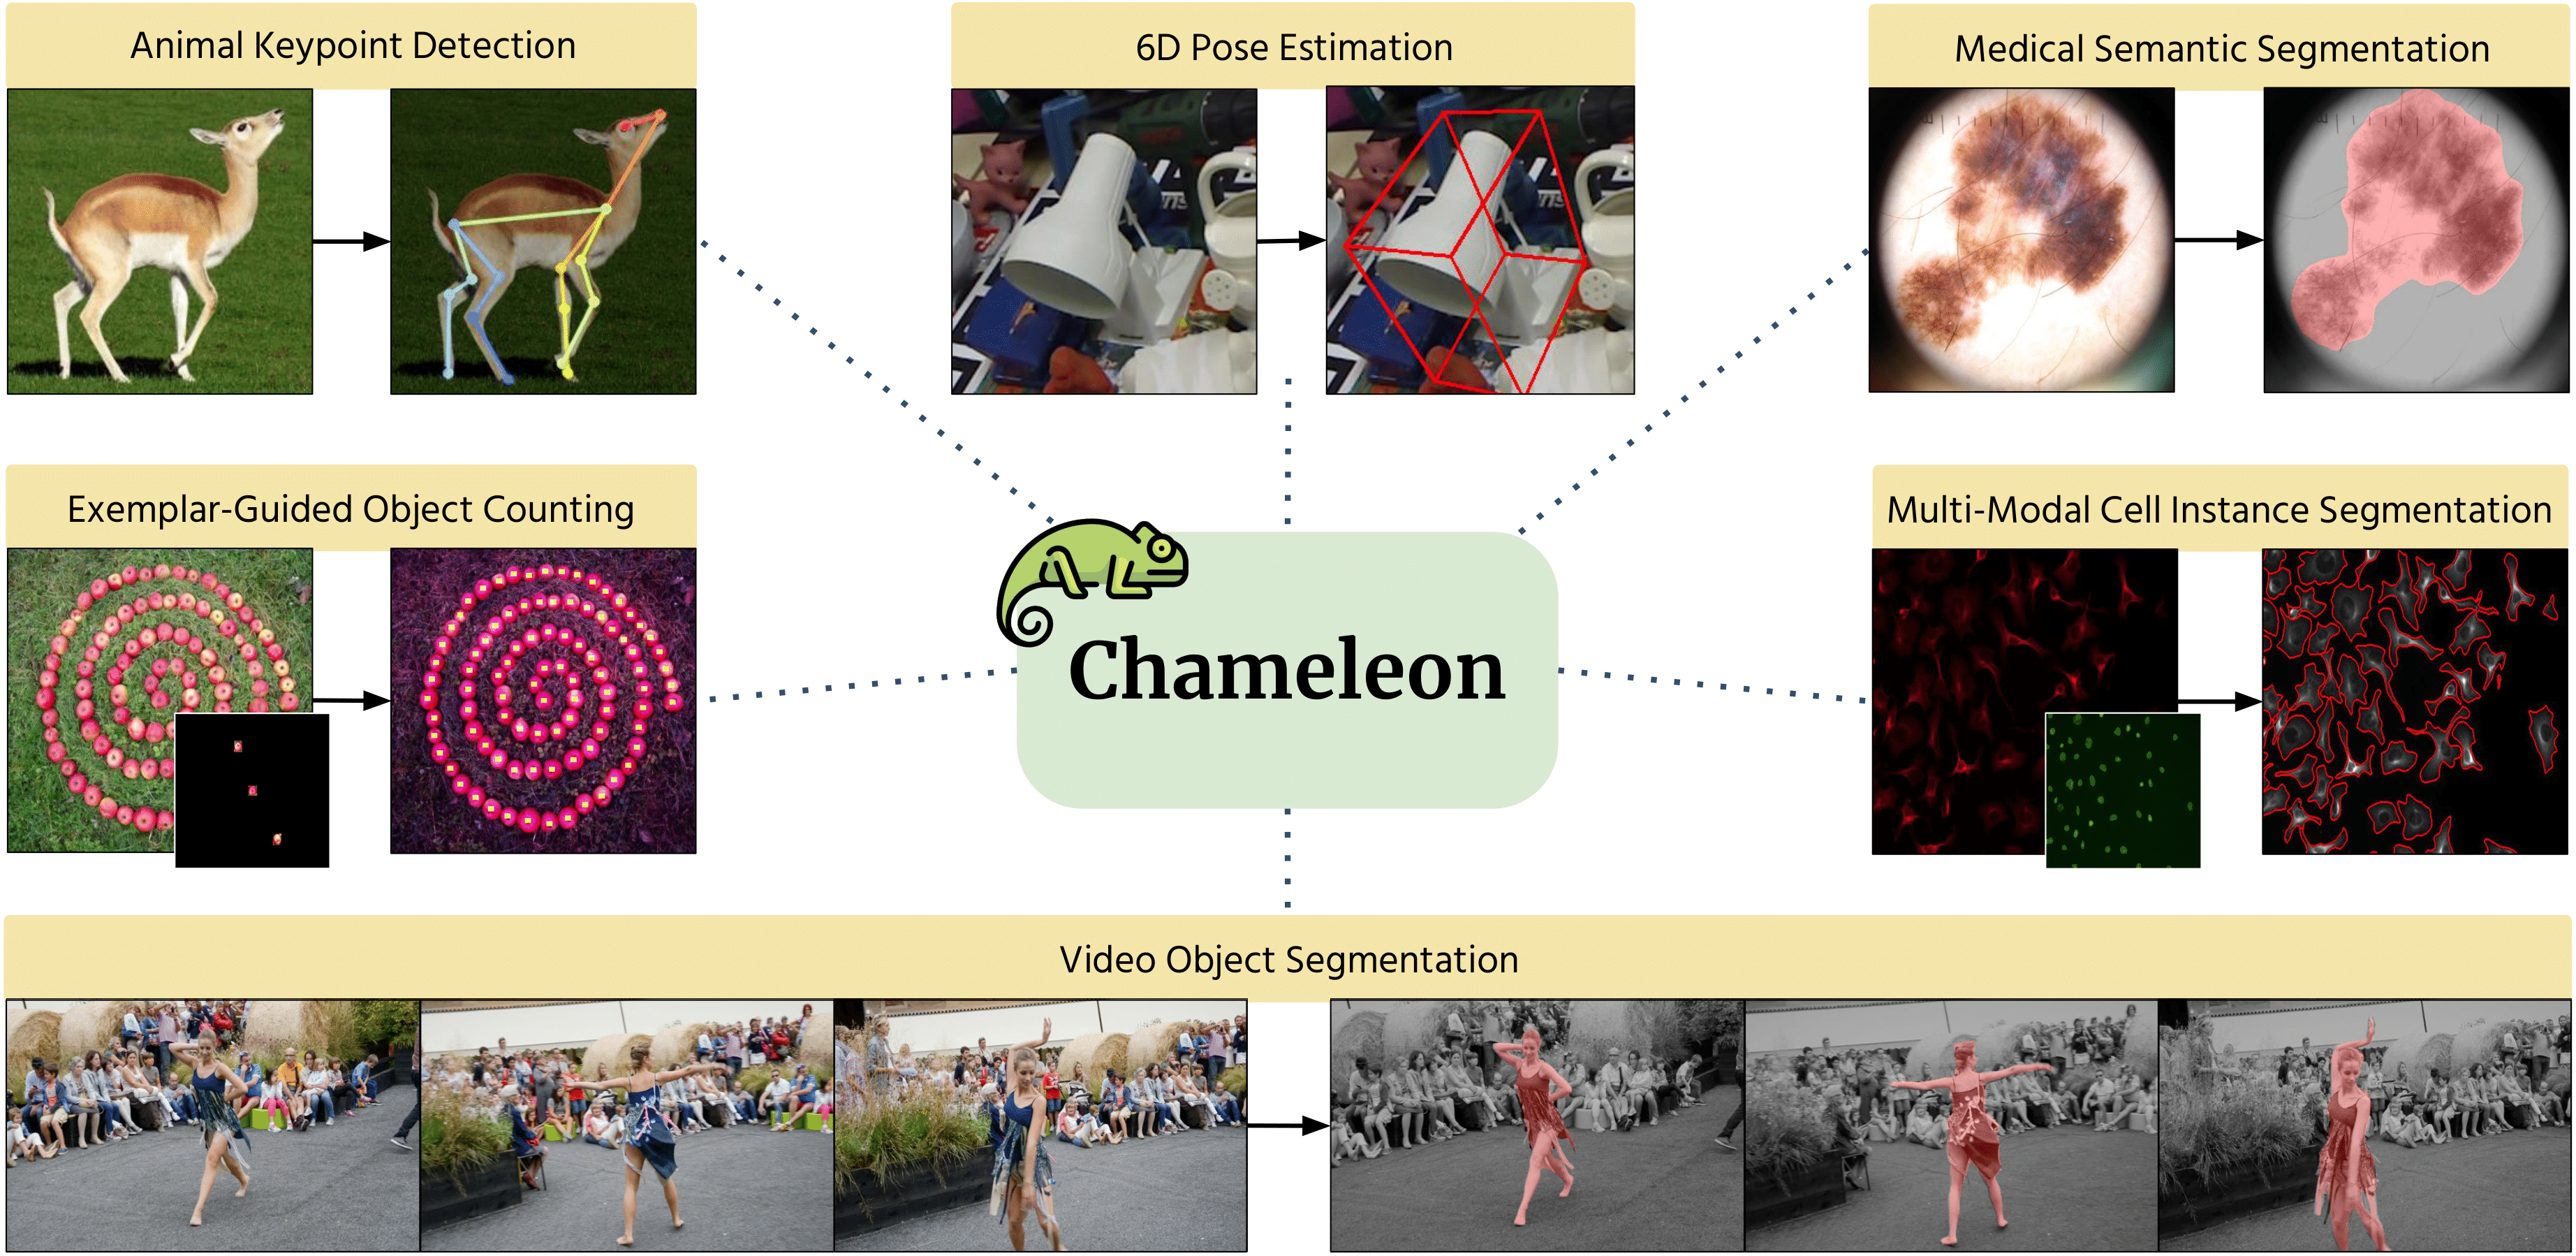 Animal Keypoint Detection
6D Pose Estimation
Medical Semantic Segmentation
Exemplar-Guided Object Counting
Multi-Modal Cell Instance Segmentation
Chameleon
Video Object Segmentation